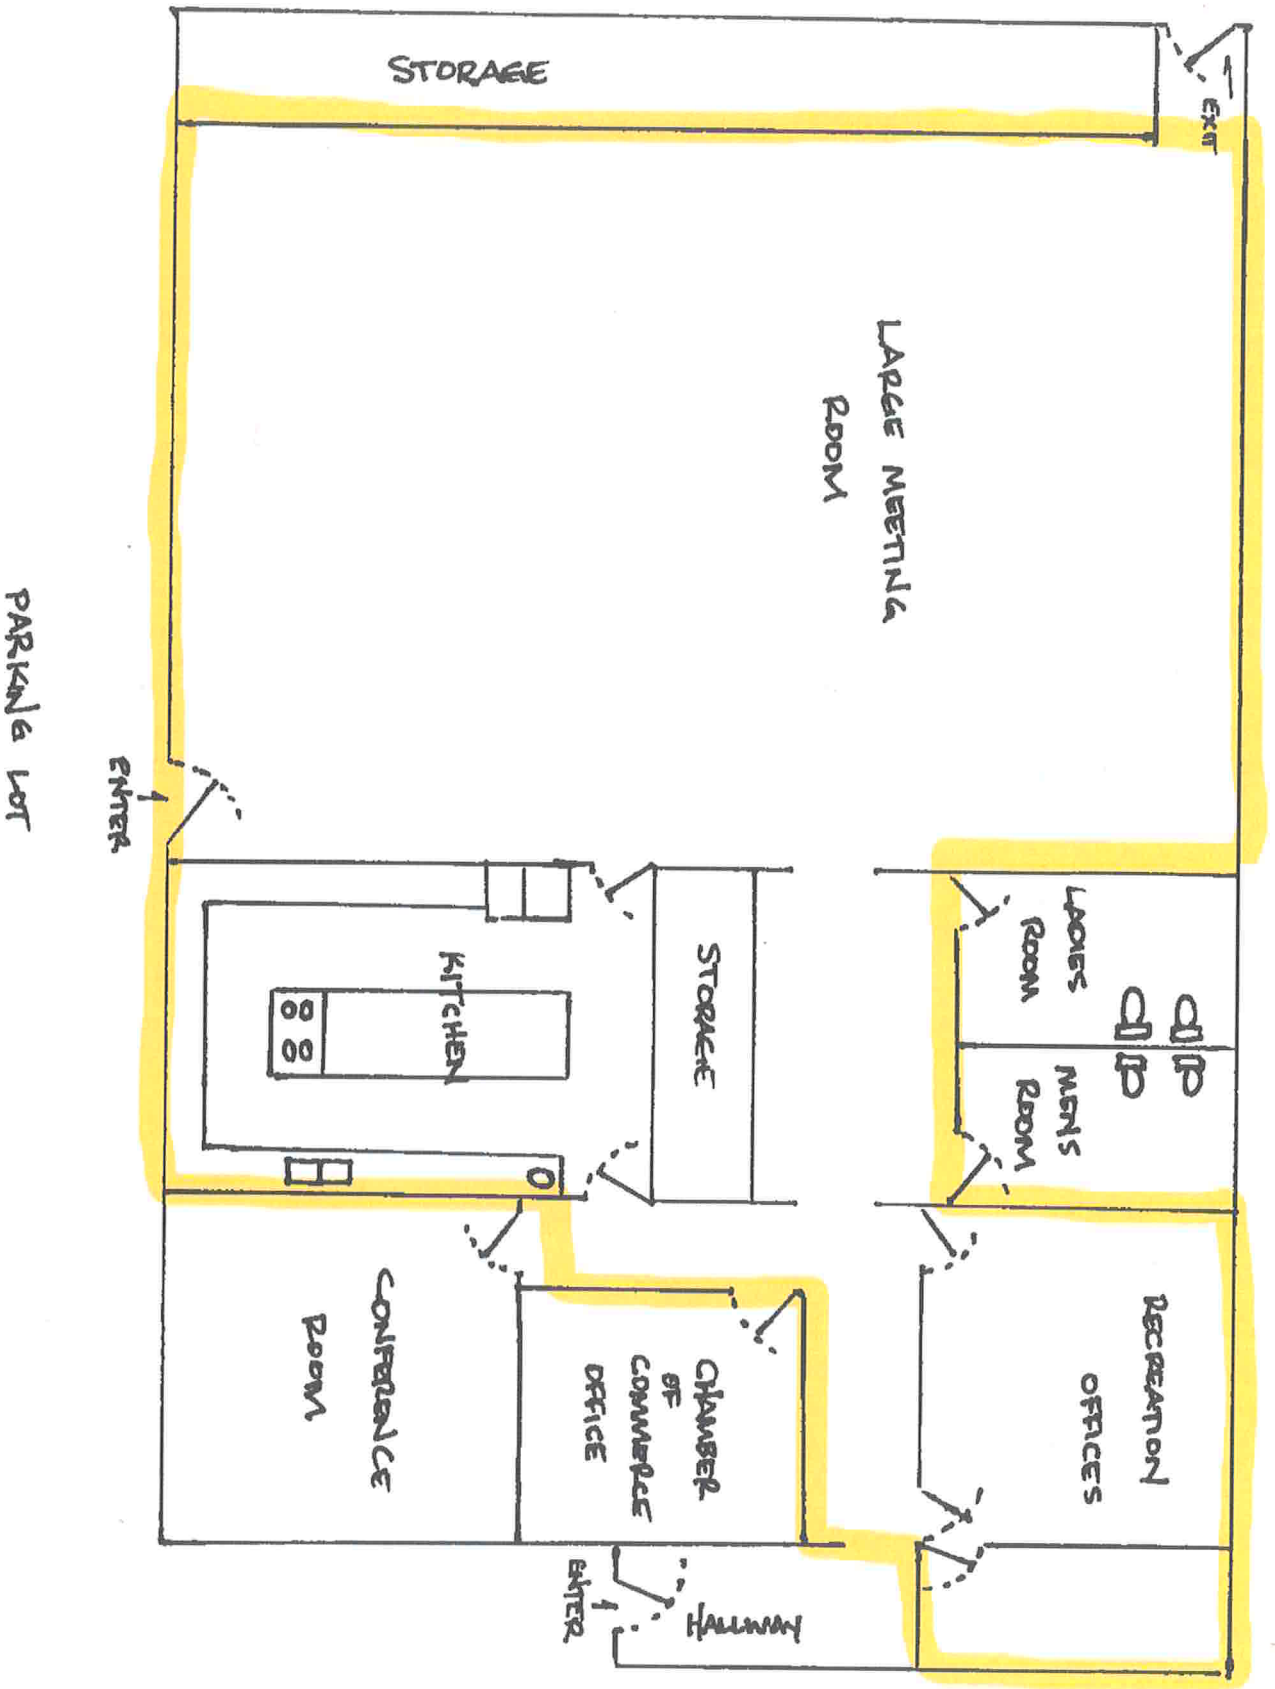 STORAGE
EXIT
LARGE MEETING
ROOM
PARKING LOT
ENTER
KITCHEN
STORAGE
LADIES
ROOM
MENS
ROOM
CONFERENCE
ROOM
CHAMBER
OF
COMMERCE
OFFICE
RECREATION
OFFICES
ENTER
HALLWAY